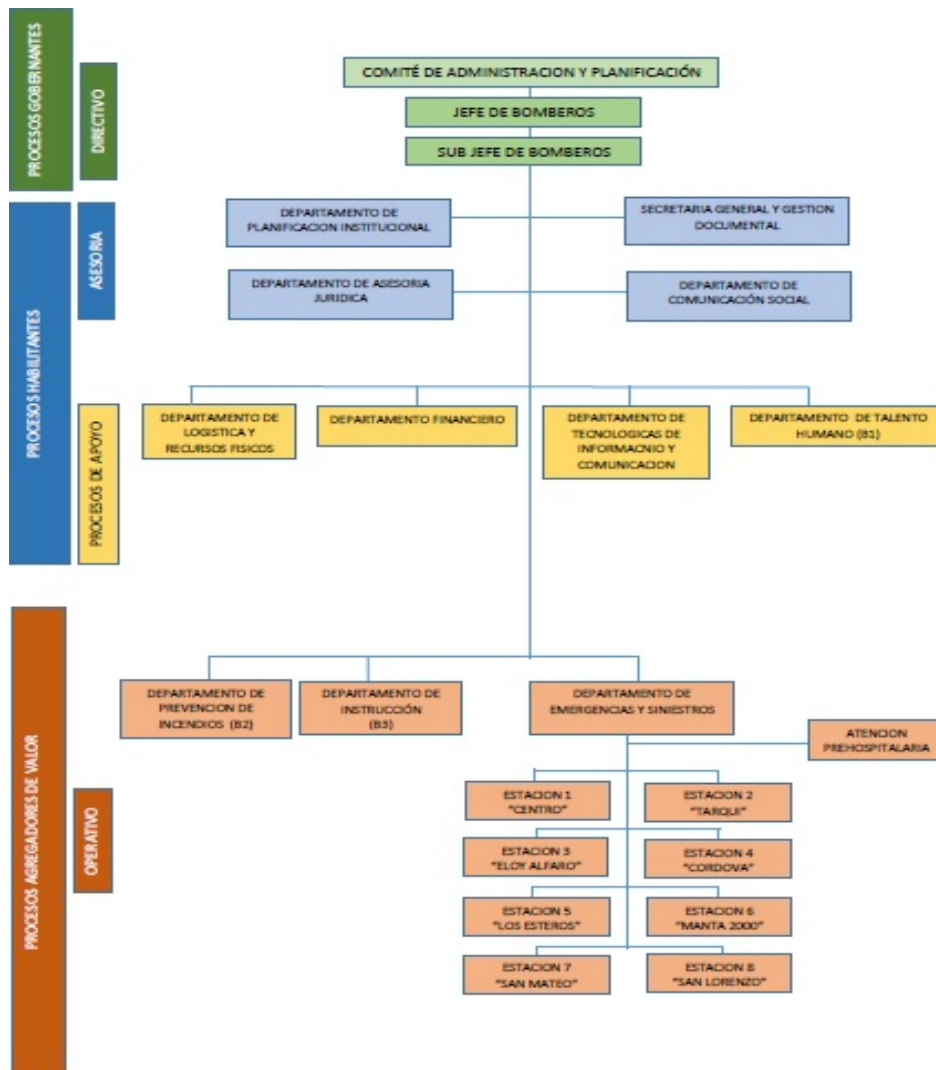 PROCESOS GOBERNANTES
DIRECTIVO
COMITÉ DE ADMINISTRACION Y PLANIFICACIÓN
JEFE DE BOMBEROS
SUB JEFE DE BOMBEROS
PROCESOS HABILITANTES
ASESORIA
DEPARTAMENTO DE
PLANIFICACION INSTITUCIONAL
SECRETARIA GENERAL Y GESTION
DOCUMENTAL
DEPARTAMENTO DE ASESORIA
JURIDICA
DEPARTAMENTO DE
COMUNICACIÓN SOCIAL
PROCESOS DE APOYO
DEPARTAMENTO DE
LOGISTICA Y
RECURSOS FISICOS
DEPARTAMENTO FINANCIERO
DEPARTAMENTO DE
TECNOLOGICAS DE
INFORMACNIO Y
COMUNICACION
DEPARTAMENTO DE TALENTO
HUMANO (B1)
PROCESOS AGREGADORES DE VALOR
OPERATIVO
DEPARTAMENTO DE
PREVENCION DE
INCENDIOS (B2)
DEPARTAMENTO DE
INSTRUCCIÓN
(B3)
DEPARTAMENTO DE
EMERGENCIAS Y SINIESTROS
ATENCION
PREHOSPITALARIA
ESTACION 1
"CENTRO"
ESTACION 2
"TARQUI"
ESTACION 3
"ELOY ALFARO"
ESTACION 4
"CORDOVA"
ESTACION 5
"LOS ESTEROS"
ESTACION 6
"MANTA 2000"
ESTACION 7
"SAN MATEO"
ESTACION 8
"SAN LORENZO"